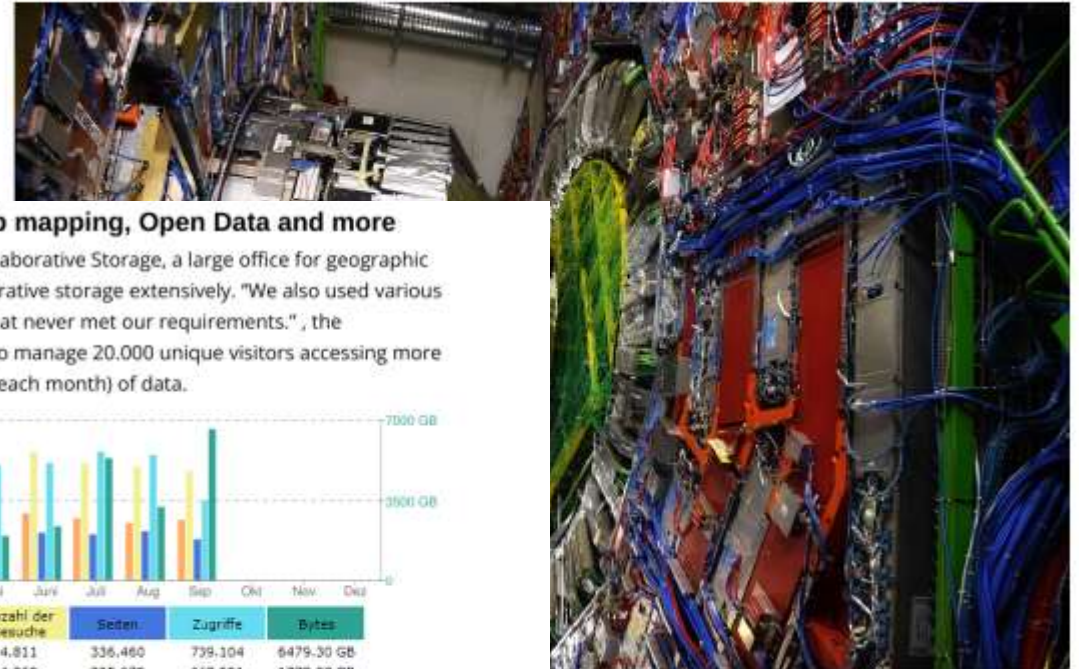 mapping, Open Data and more
aborative Storage, a large office for geographic
rative storage extensively. "We also used various
at never met our requirements." , the
o manage 20.000 unique visitors accessing more
each month) of data.
7000 GB
3500 GB
0
Juni Juli Aug Sep Okt Nov Dez
zahl der
esuche Seiten Zugriffe Bytes
4.811 336.460 739.104 6479.30 GB